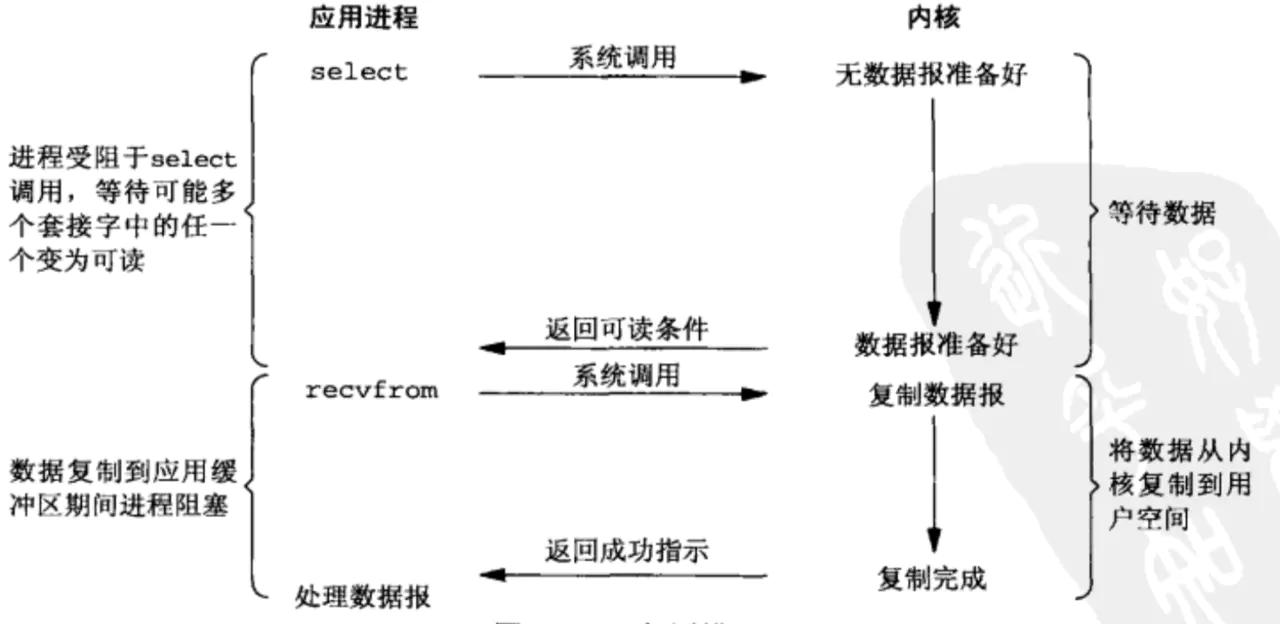 应用进程
内核
select
系统调用
无数据报准备好
进程受阻于select
调用，等待可能多
个套接字中的任一
个变为可读
等待数据
返回可读条件
数据报准备好
recvfrom
系统调用
复制数据报
数据复制到应用缓
冲区期间进程阻塞
将数据从内
核复制到用
户空间
返回成功指示
复制完成
处理数据报